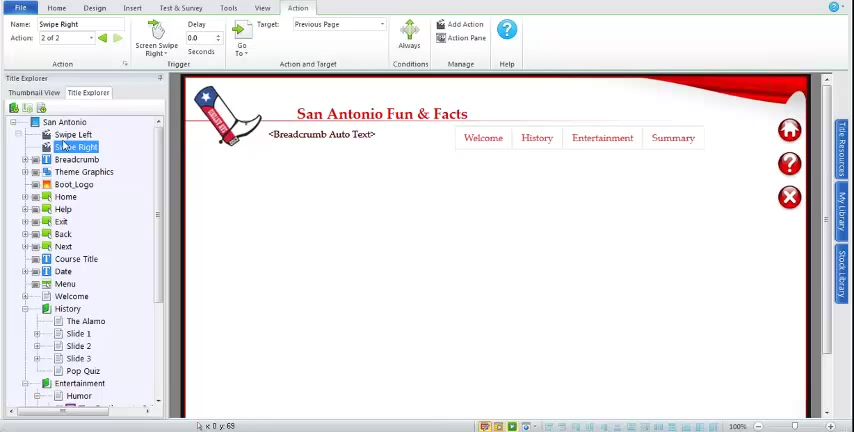 File Home Design Insert Test & Survey Tools View Action
Name: Swipe Right Delay Target: Previous Page Add Action
Action: 2 of 2 0.0 Action Pane
Screen Swipe Right Seconds Go To Always
Action Trigger Action and Target Conditions Manage Help
Title Explorer
Thumbnail View Title Explorer
San Antonio
Swipe Left
Swipe Right
Breadcrumb
Theme Graphics
Boot_Logo
Home
Help
Exit
Back
Next
Course Title
Date
Menu
Welcome
History
The Alamo
Slide 1
Slide 2
Slide 3
Pop Quiz
Entertainment
Humor
San Antonio Fun & Facts
<Breadcrumb Auto Text>
Welcome History Entertainment Summary
Title Resources
My Library
Stock Library
x: 0 y: 69 100%